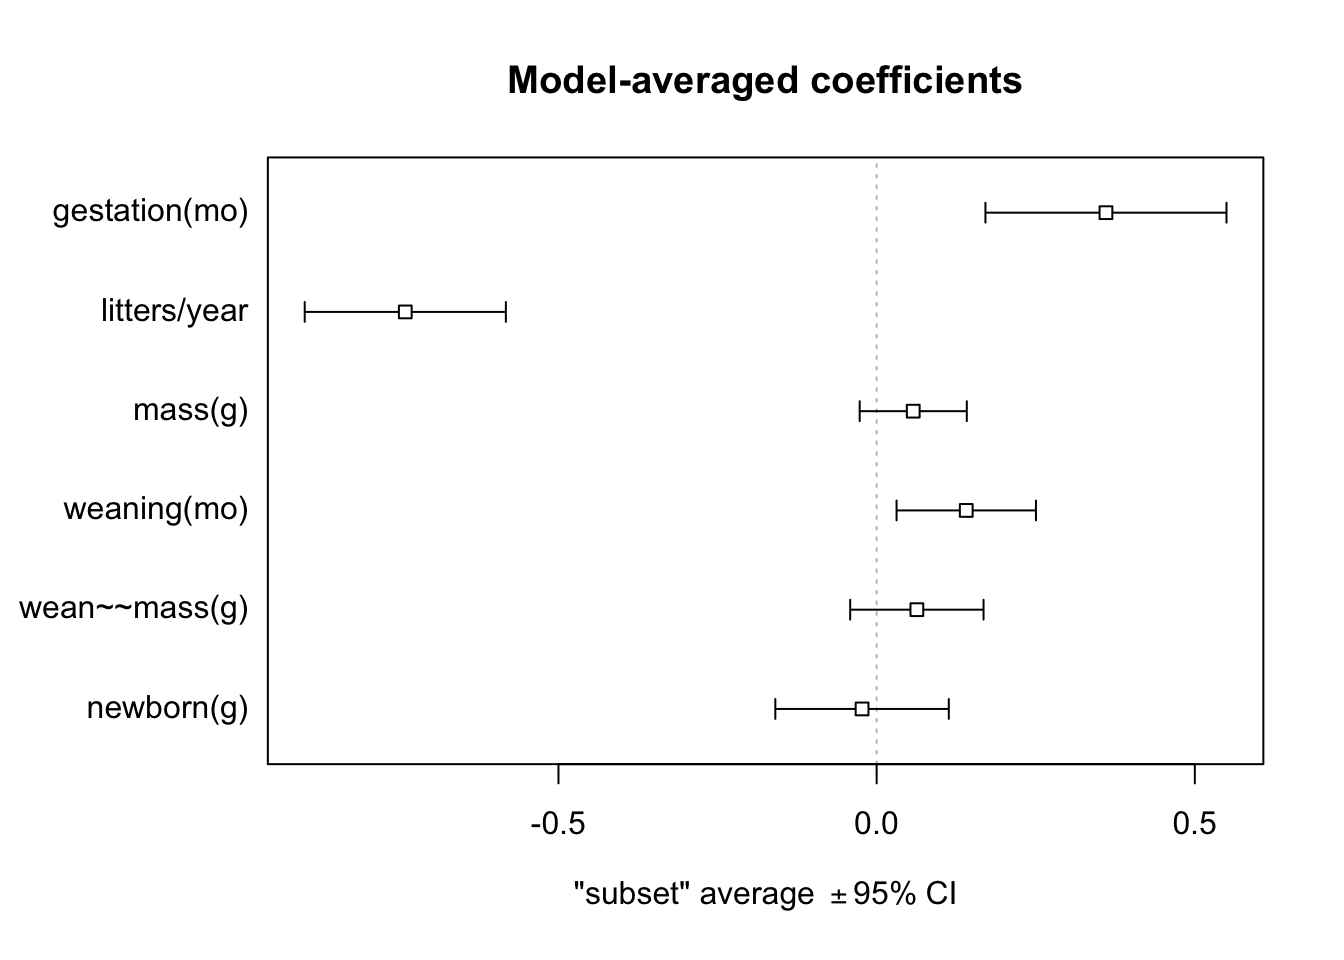 Model-averaged coefficients
gestation(mo)
litters/year
mass(g)
weaning(mo)
wean~~mass(g)
newborn(g)
-0.5 0.0 0.5
"subset" average ±95% CI